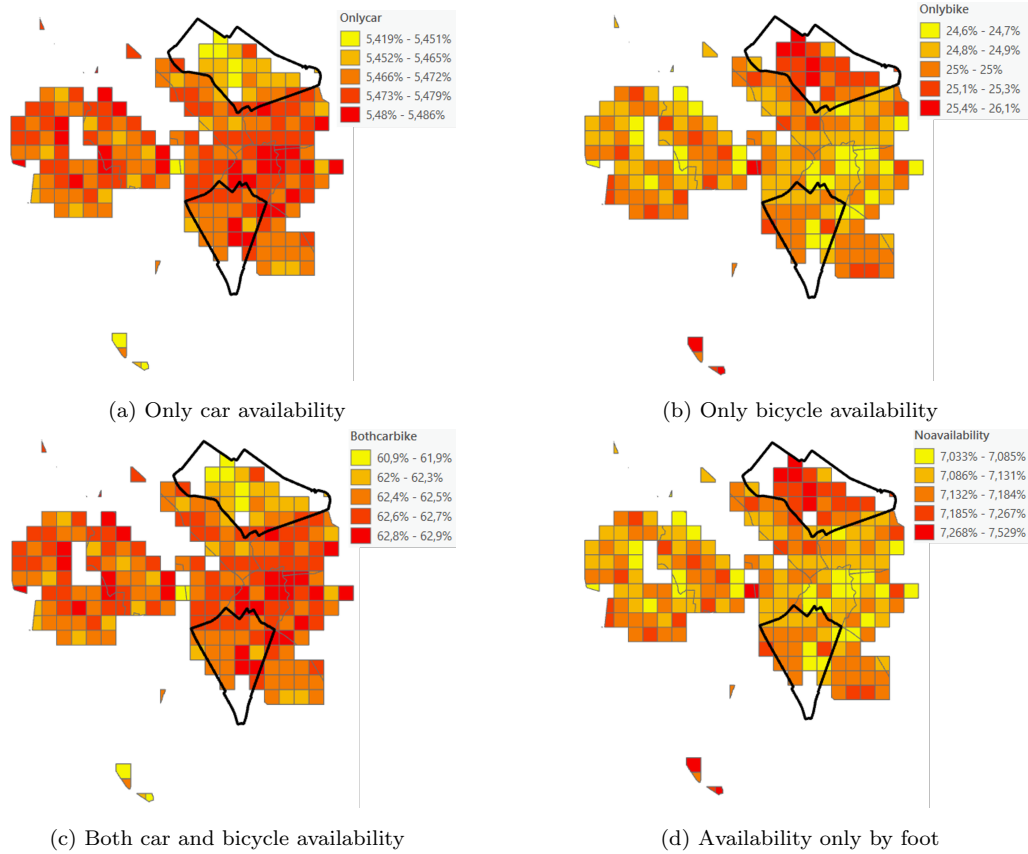 Onlycar
5,419% - 5,451%
5,452% - 5,465%
5,466% - 5,472%
5,473% - 5,479%
5,48% - 5,486%
Onlybike
24,6% - 24,7%
24,8% - 24,9%
25% - 25%
25,1% - 25,3%
25,4% - 26,1%
(a) Only car availability
(b) Only bicycle availability
Bothcarbike
60,9% - 61,9%
62% - 62,3%
62,4% - 62,5%
62,6% - 62,7%
62,8% - 62,9%
Noavailability
7,033% - 7,085%
7,086% - 7,131%
7,132% - 7,184%
7,185% - 7,267%
7,268% - 7,529%
(c) Both car and bicycle availability
(d) Availability only by foot